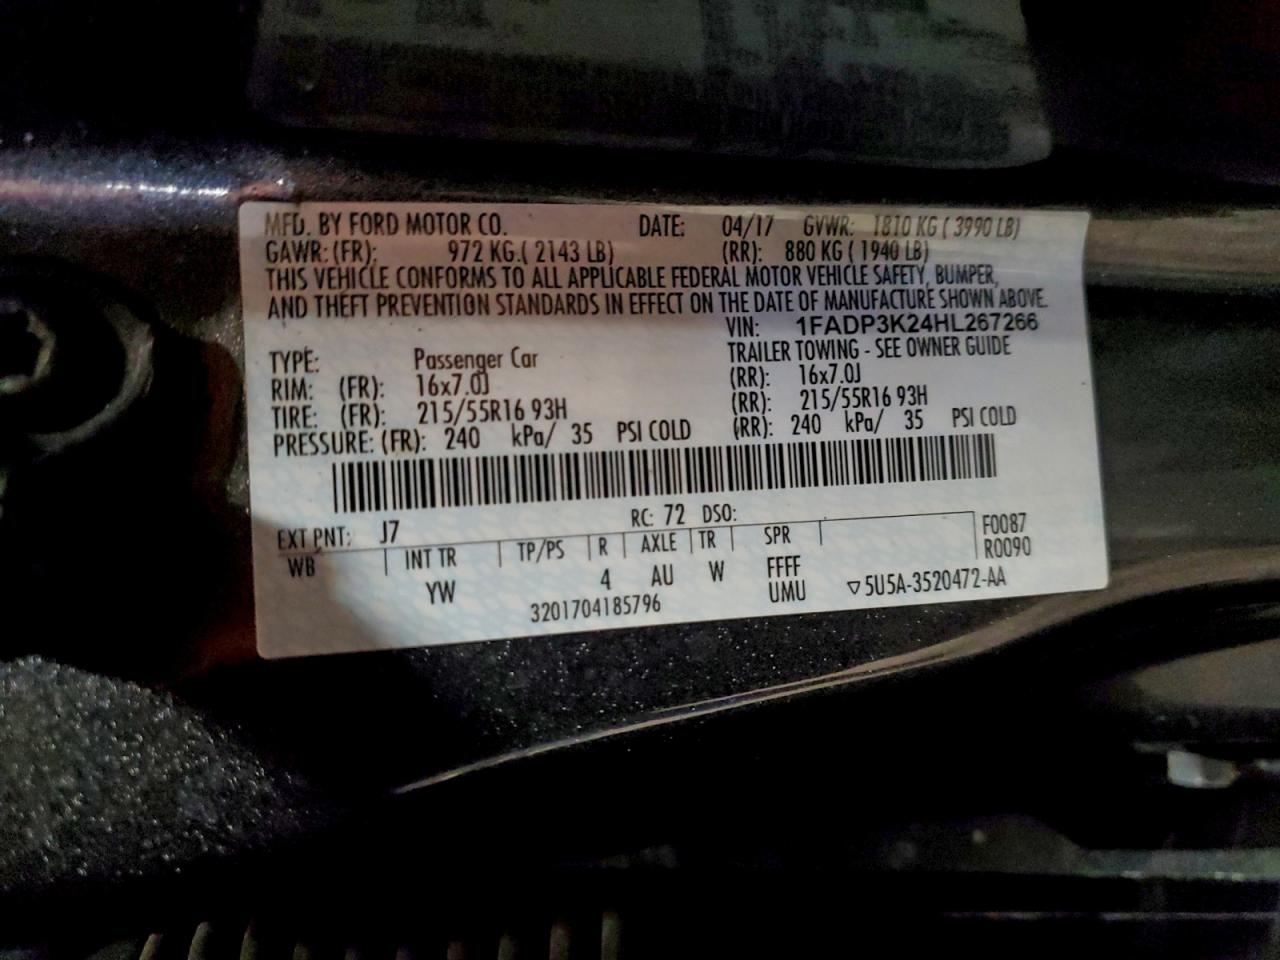 MFD. BY FORD MOTOR CO. DATE: 04/17 GVWR: 1810 KG ( 3990 LB)
GAWR: (FR): 972 KG.( 2143 LB) (RR): 880 KG ( 1940 LB)
THIS VEHICLE CONFORMS TO ALL APPLICABLE FEDERAL MOTOR VEHICLE SAFETY, BUMPER,
AND THEFT PREVENTION STANDARDS IN EFFECT ON THE DATE OF MANUFACTURE SHOWN ABOVE.
VIN: 1FADP3K24HL267266
TYPE: Passenger Car TRAILER TOWING - SEE OWNER GUIDE
RIM: (FR): 16x7.0J (RR): 16x7.0J
TIRE: (FR): 215/55R16 93H (RR): 215/55R16 93H
PRESSURE: (FR): 240 kPa/ 35 PSI COLD (RR): 240 kPa/ 35 PSI COLD
EXT PNT: J7 RC: 72 DSO:
WB INT TR TP/PS R AXLE TR SPR F0087
R0090
YW 4 AU W FFFF
3201704185796 UMU ▽5U5A-3520472-AA